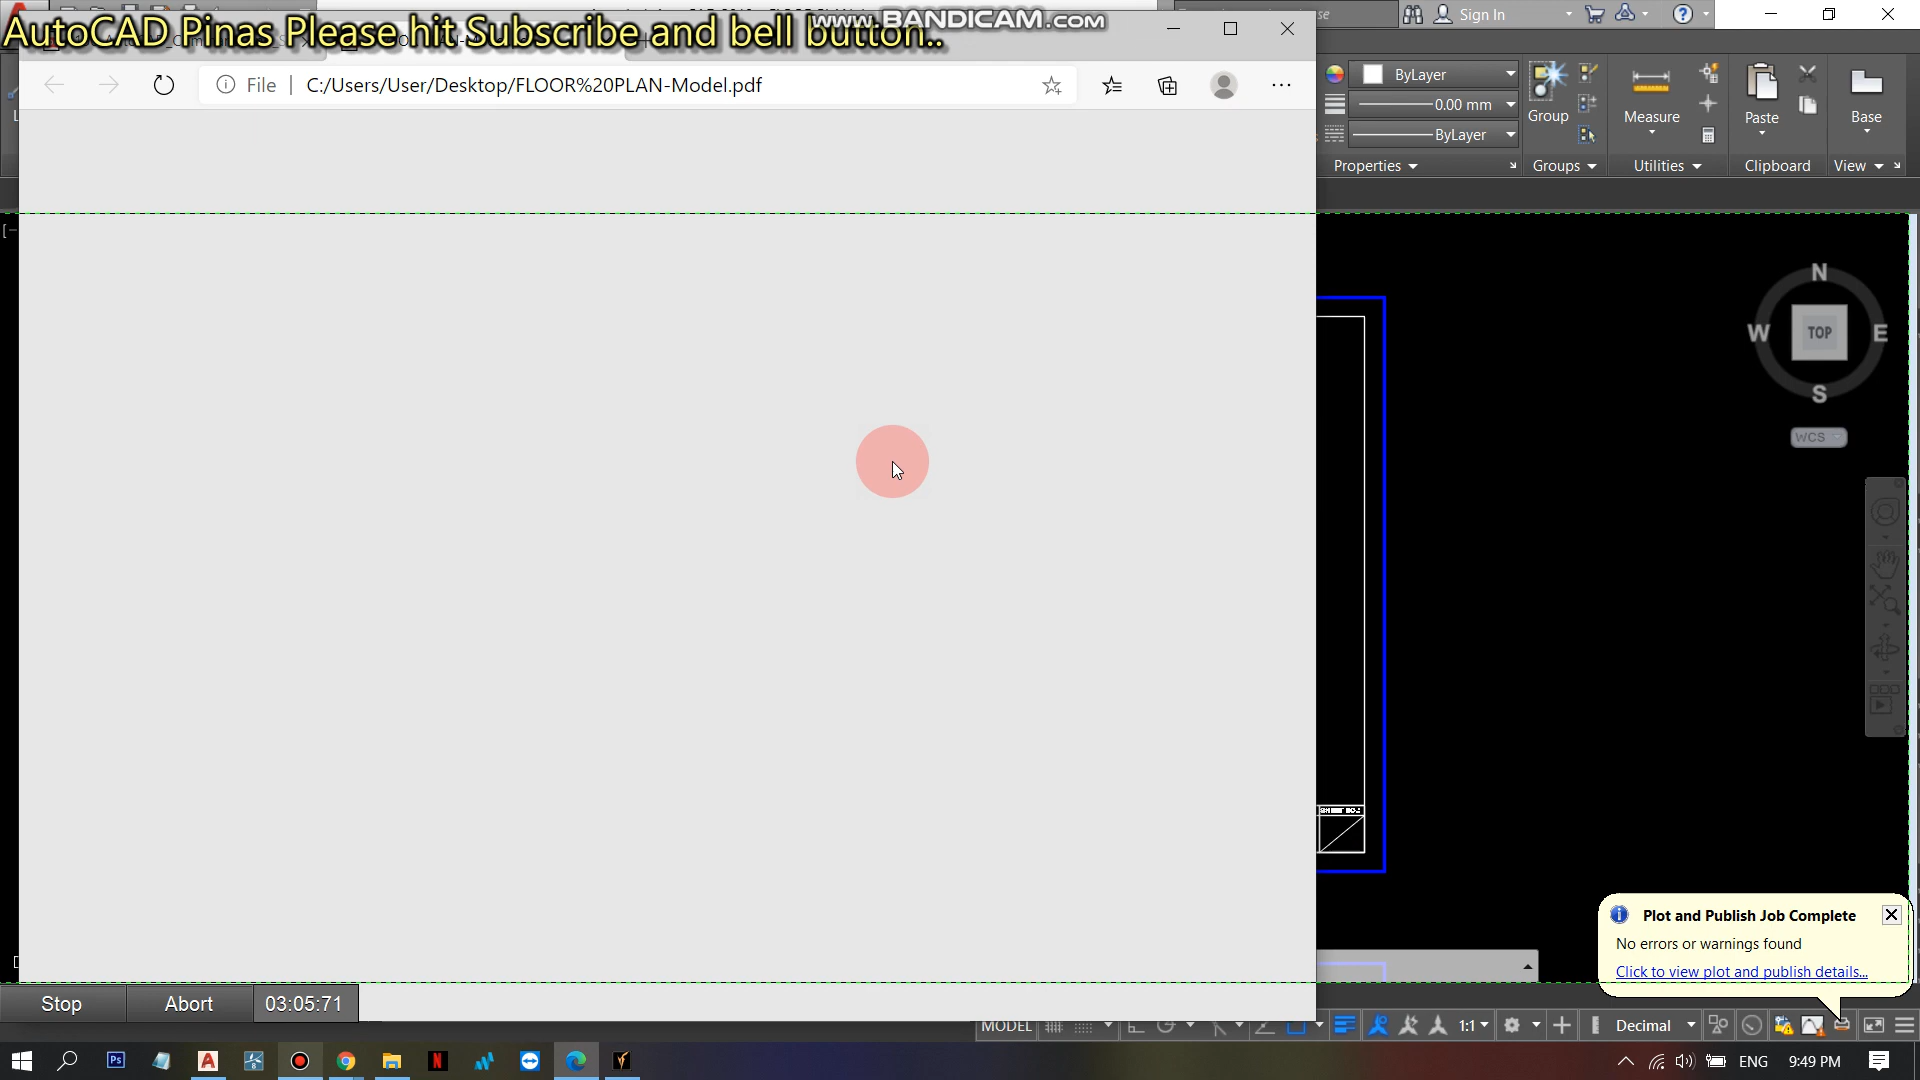 www.BANDICAM.com
AutoCAD Pinas Please hit Subscribe and bell button..
Sign In
File
C:/Users/User/Desktop/FLOOR%20PLAN-Model.pdf
ByLayer
0.00 mm
ByLayer
Properties
Group
Groups
Measure
Utilities
Paste
Clipboard
Base
View
N
W
TOP
E
S
WCS
SHEET NO.:
Plot and Publish Job Complete
No errors or warnings found
Click to view plot and publish details...
Stop
Abort
03:05:71
MODEL
1:1
Decimal
Ps
A
N
ENG
9:49 PM